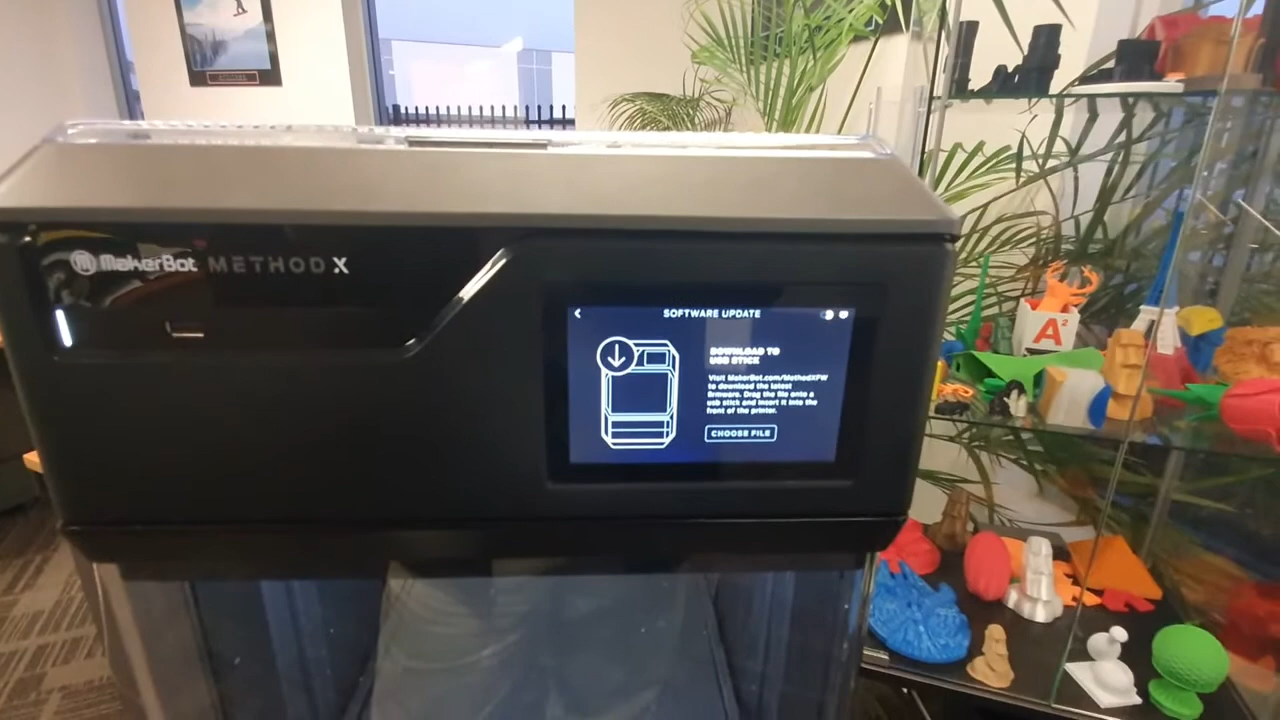 MakerBot METHOD X
SOFTWARE UPDATE
DOWNLOAD TO
USB STICK
Visit MakerBot.com/MethodXFW
to download the latest
firmware. Drag the file onto a
usb stick and insert it into the
front of the printer.
CHOOSE FILE
A²